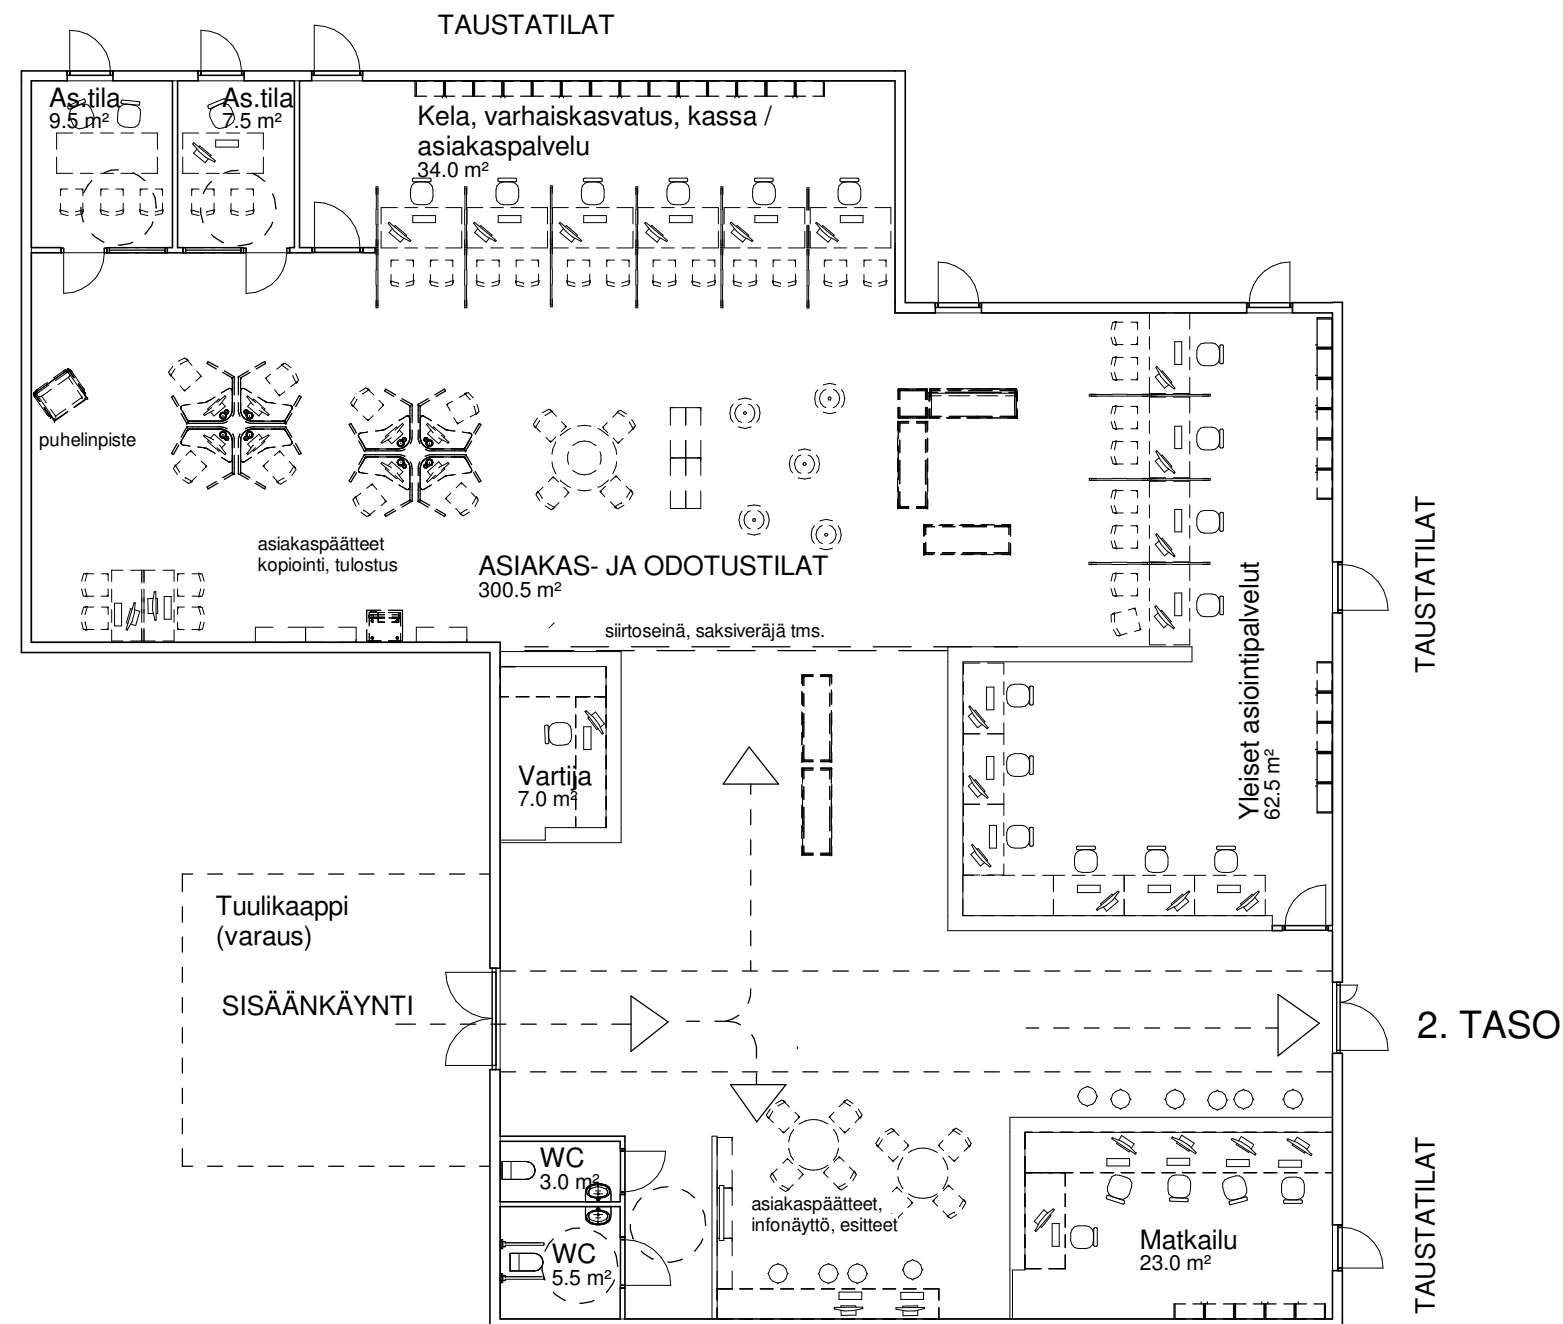 TAUSTATILAT
As.tila
9.5 m²
As.tila
7.5 m²
Kela, varhaiskasvatus, kassa /
asiakaspalvelu
34.0 m²
puhelinpiste
asiakaspäätteet
kopiointi, tulostus
ASIAKAS- JA ODOTUSTILAT
300.5 m²
siirtoseinä, saksiveräjä tms.
Yleiset asiointipalvelut
62.5 m²
TAUSTATILAT
Vartija
7.0 m²
Tuulikaappi
(varaus)
SISÄÄNKÄYNTI
2. TASO
WC
3.0 m²
WC
5.5 m²
asiakaspäätteet,
infonäyttö, esitteet
Matkailu
23.0 m²
TAUSTATILAT